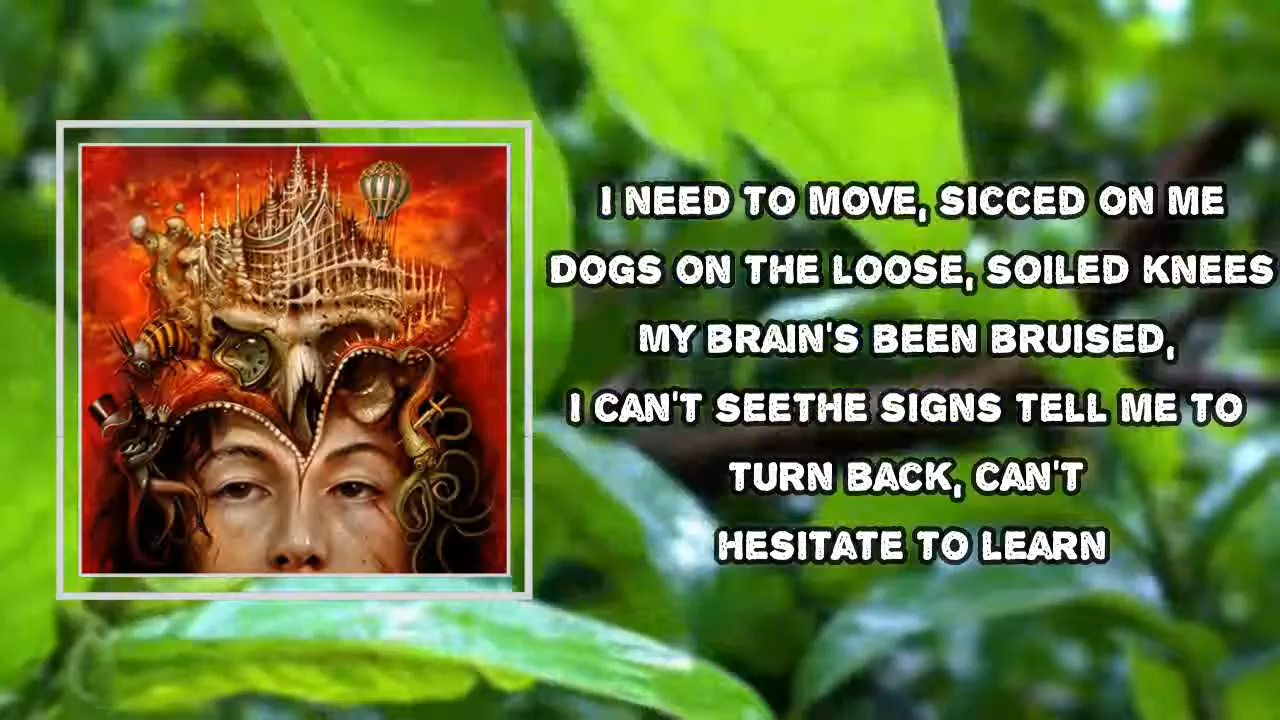 I NEED TO MOVE, SICCED ON ME
DOGS ON THE LOOSE, SOILED KNEES
MY BRAIN'S BEEN BRUISED,
I CAN'T SEETHE SIGNS TELL ME TO
TURN BACK, CAN'T
HESITATE TO LEARN